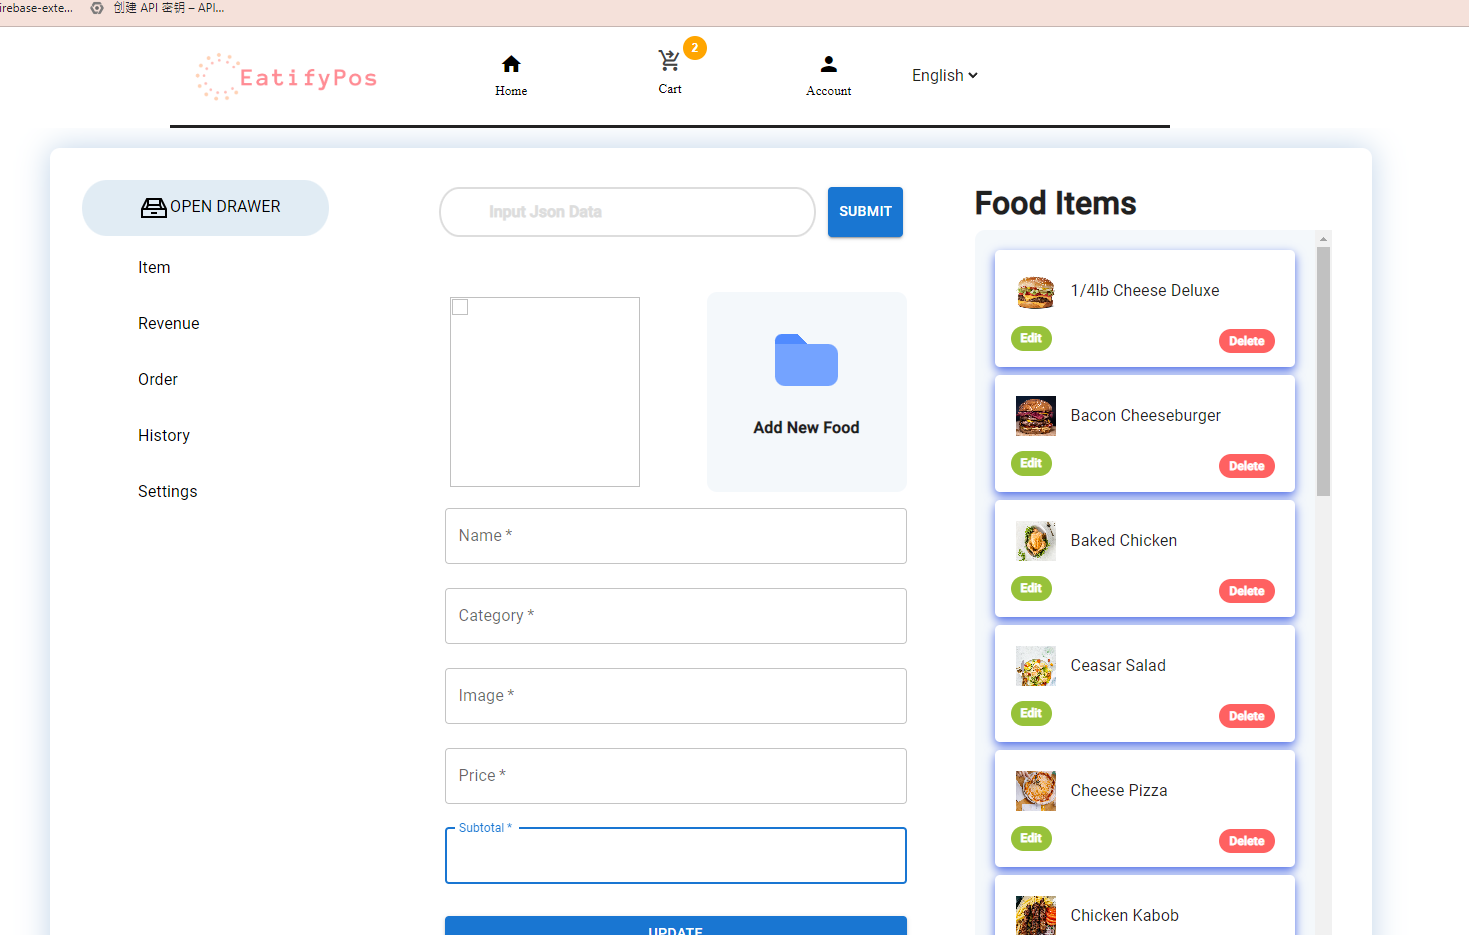 irebase-exte...
创建 API 密钥 – API...
EatifyPos
Home
2
Cart
Account
English
OPEN DRAWER
Item
Revenue
Order
History
Settings
Input Json Data
SUBMIT
Add New Food
Name *
Category *
Image *
Price *
Subtotal *
UPDATE
Food Items
1/4lb Cheese Deluxe
Edit
Delete
Bacon Cheeseburger
Edit
Delete
Baked Chicken
Edit
Delete
Ceasar Salad
Edit
Delete
Cheese Pizza
Edit
Delete
Chicken Kabob